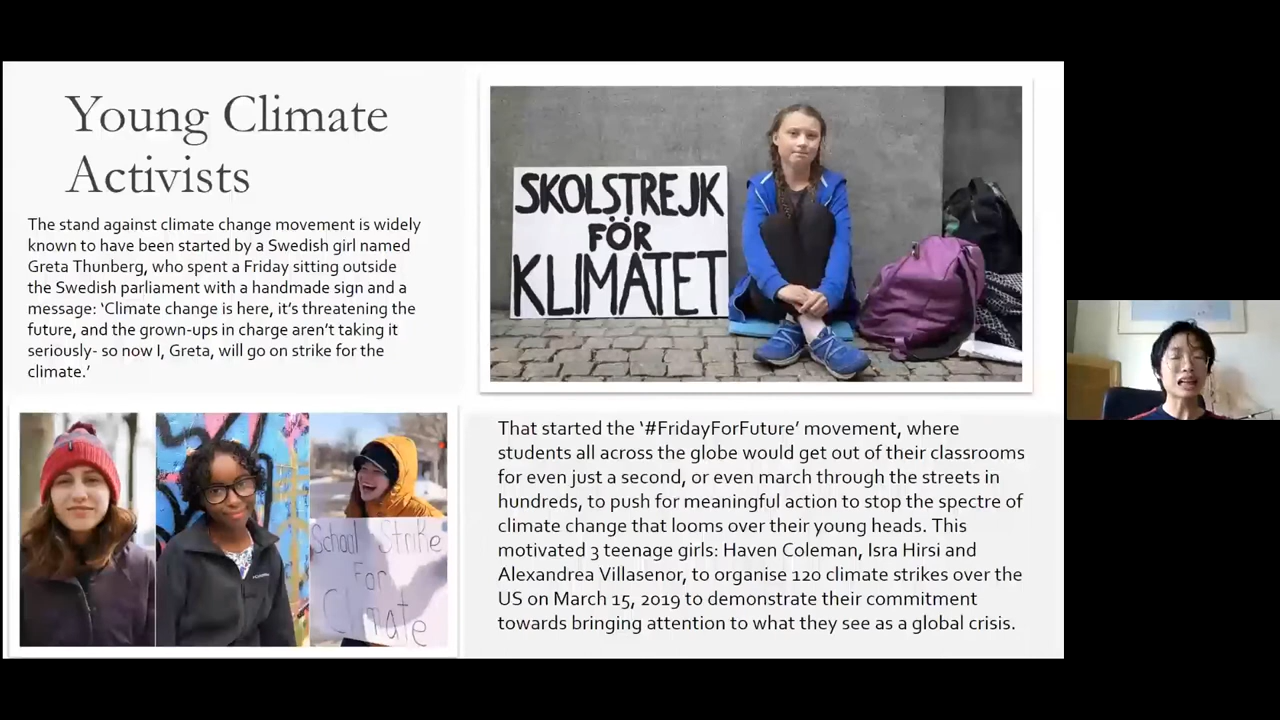 Young Climate
Activists
The stand against climate change movement is widely
known to have been started by a Swedish girl named
Greta Thunberg, who spent a Friday sitting outside
the Swedish parliament with a handmade sign and a
message: ‘Climate change is here, it’s threatening the
future, and the grown-ups in charge aren’t taking it
seriously- so now I, Greta, will go on strike for the
climate.’
SKOLSTREJK
FÖR
KLIMATET
School Strike
For
Climate
That started the ‘#FridayForFuture’ movement, where
students all across the globe would get out of their classrooms
for even just a second, or even march through the streets in
hundreds, to push for meaningful action to stop the spectre of
climate change that looms over their young heads. This
motivated 3 teenage girls: Haven Coleman, Isra Hirsi and
Alexandrea Villasenor, to organise 120 climate strikes over the
US on March 15, 2019 to demonstrate their commitment
towards bringing attention to what they see as a global crisis.